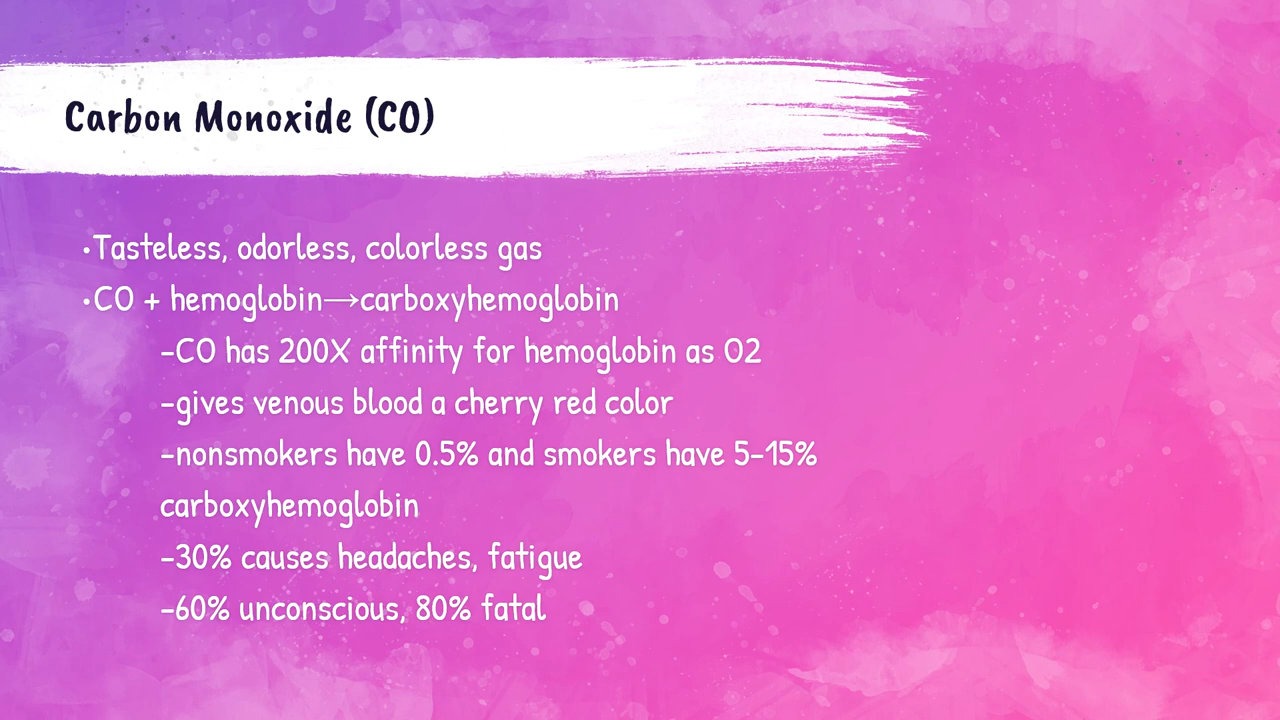 Carbon Monoxide (CO)
•Tasteless, odorless, colorless gas
•CO + hemoglobin→carboxyhemoglobin
–CO has 200X affinity for hemoglobin as O2
–gives venous blood a cherry red color
–nonsmokers have 0.5% and smokers have 5–15%
carboxyhemoglobin
–30% causes headaches, fatigue
–60% unconscious, 80% fatal